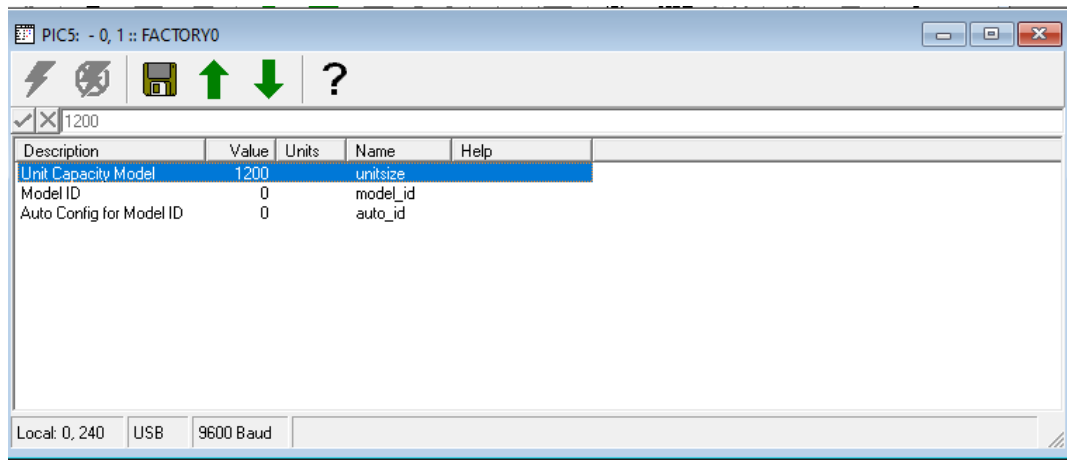 PIC5: - 0, 1 :: FACTORY0
?
1200
Description Value Units Name Help
Unit Capacity Model 1200 unitsize
Model ID 0 model_id
Auto Config for Model ID 0 auto_id
Local: 0, 240 USB 9600 Baud